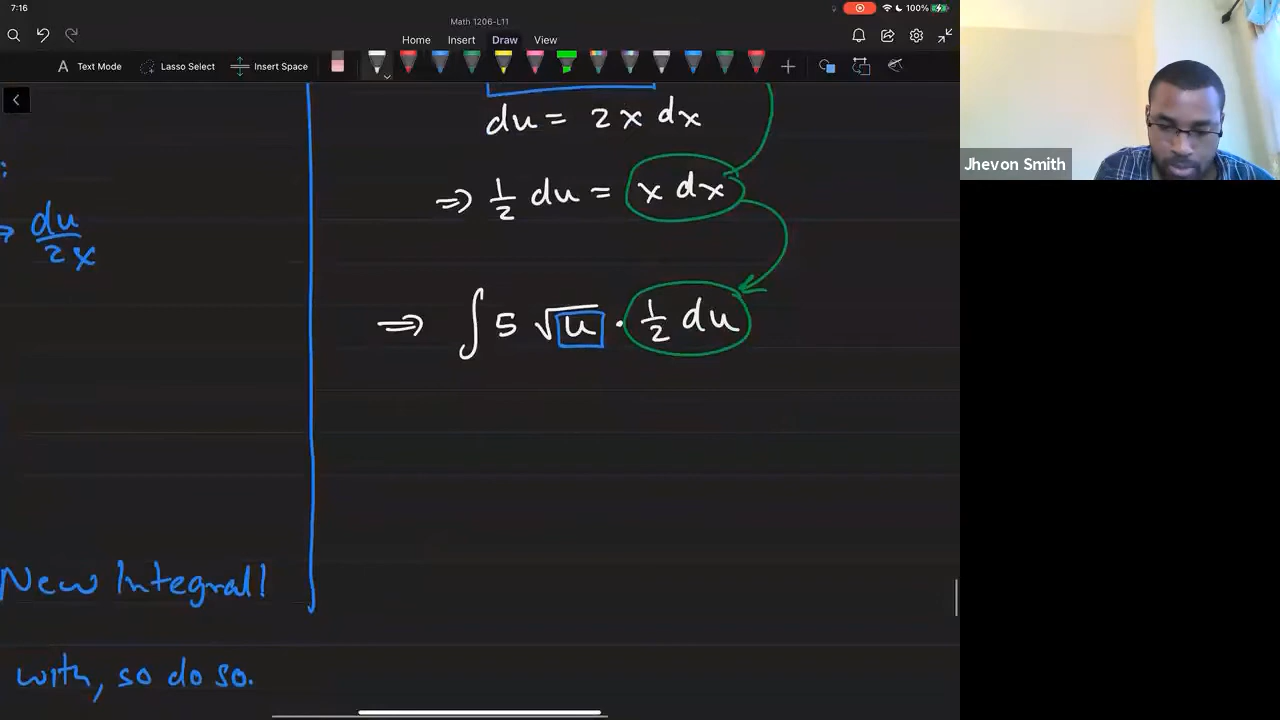 7:16
100%
Math 1206-L11
Home Insert Draw View
Text Mode Lasso Select Insert Space
du = 2x dx
:
⇒ 1/2 du = x dx
⇒ du/2x
⇒ ∫ 5 √u · 1/2 du
New Integral!
with, so do so.
Jhevon Smith